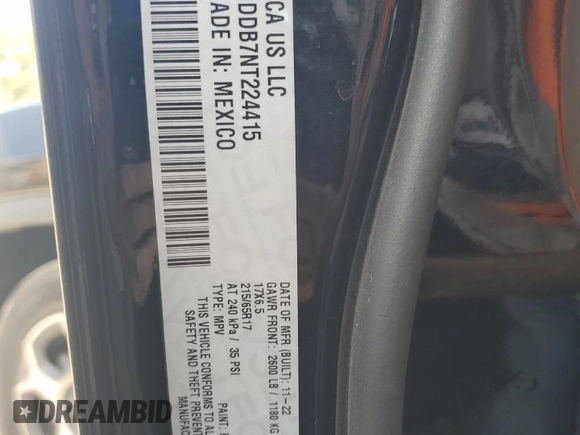 CA US LLC
DDB7NT224415
ADE IN: MEXICO
DATE OF MFR (BUILT): 11-22
GAWR FRONT: 2600 LB / 1180 KG
17X6.5
215/65R17
AT 240 kPa / 35 PSI
TYPE: MPV
THIS VEHICLE CONFORMS TO AL
SAFETY AND THEFT PREVEN
MANUFAC
PAINT:
DREAMBID